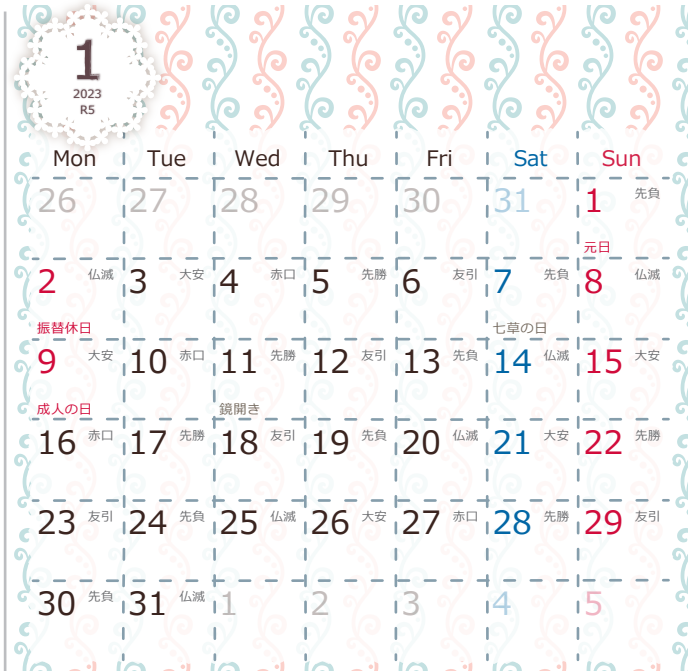 1
2023
R5
Mon Tue Wed Thu Fri Sat Sun
26 27 28 29 30 31 1 先負
元日
2 仏滅 3 大安 4 赤口 5 先勝 6 友引 7 先負 8 仏滅
振替休日 七草の日
9 大安 10 赤口 11 先勝 12 友引 13 先負 14 仏滅 15 大安
成人の日 鏡開き
16 赤口 17 先勝 18 友引 19 先負 20 仏滅 21 大安 22 先勝
23 友引 24 先負 25 仏滅 26 大安 27 赤口 28 先勝 29 友引
30 先負 31 仏滅 1 2 3 4 5